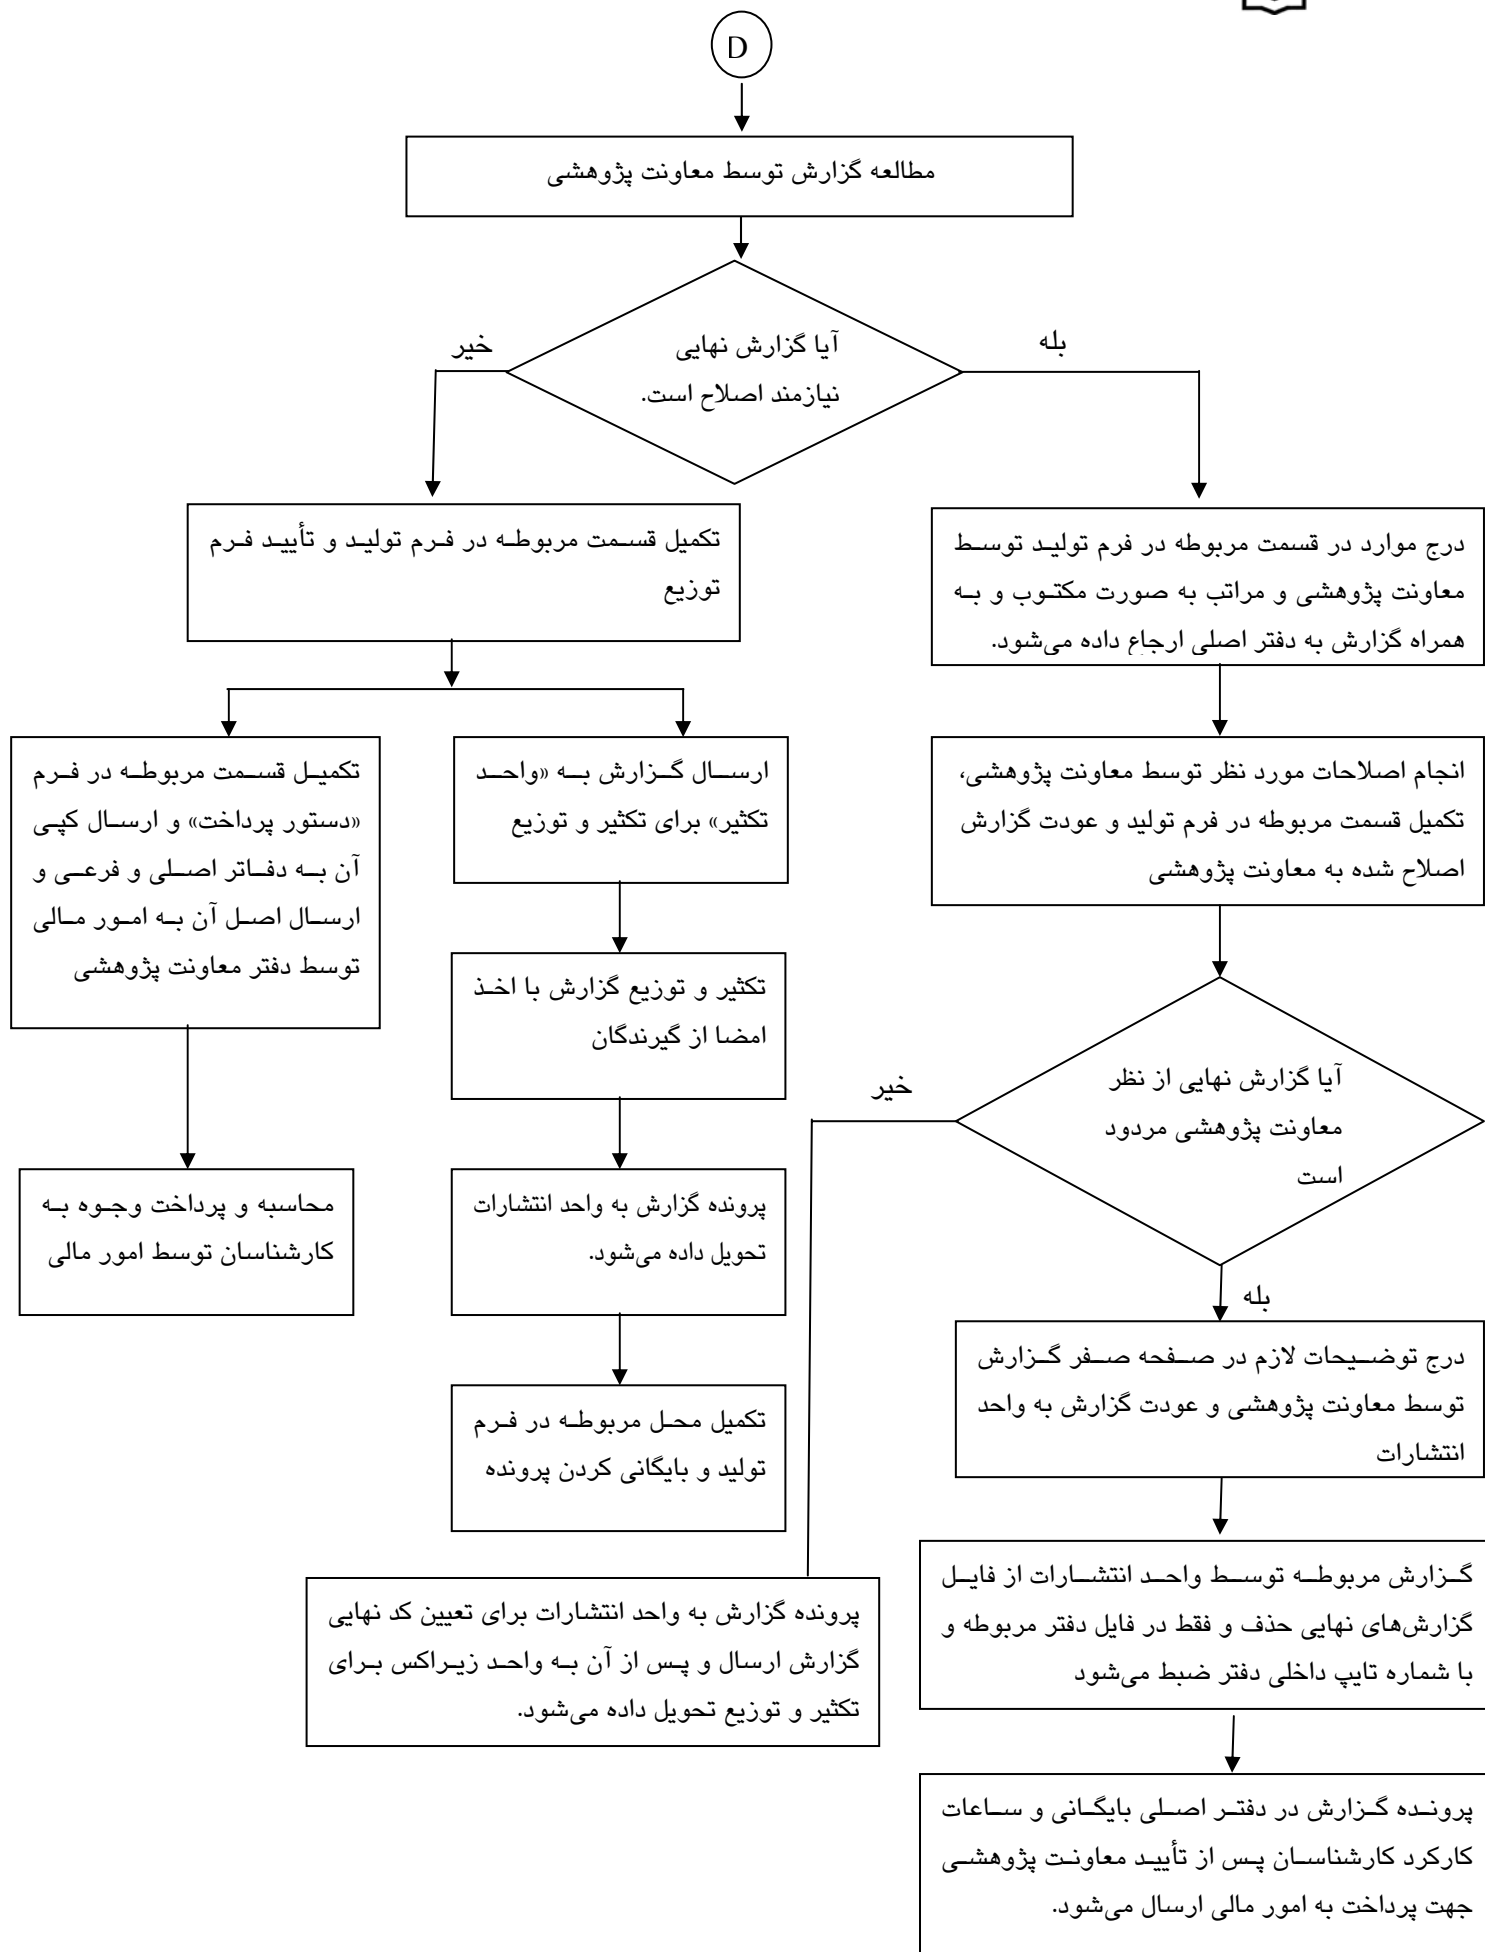 D
مطالعه گزارش توسط معاونت پژوهشی
آیا گزارش نهایی
نیازمند اصلاح است.
بله
خیر
درج موارد در قسمت مربوطه در فرم تولید توسط
معاونت پژوهشی و مراتب به صورت مکتوب و به
همراه گزارش به دفتر اصلی ارجاع داده می‌شود.
تکمیل قسمت مربوطه در فرم تولید و تأیید فرم
توزیع
انجام اصلاحات مورد نظر توسط معاونت پژوهشی،
تکمیل قسمت مربوطه در فرم تولید و عودت گزارش
اصلاح شده به معاونت پژوهشی
ارسال گزارش به «واحد
تکثیر» برای تکثیر و توزیع
تکمیل قسمت مربوطه در فرم
«دستور پرداخت» و ارسال کپی
آن به دفاتر اصلی و فرعی و
ارسال اصل آن به امور مالی
توسط دفتر معاونت پژوهشی
تکثیر و توزیع گزارش با اخذ
امضا از گیرندگان
آیا گزارش نهایی از نظر
معاونت پژوهشی مردود
است
خیر
بله
پرونده گزارش به واحد انتشارات
تحویل داده می‌شود.
محاسبه و پرداخت وجوه به
کارشناسان توسط امور مالی
درج توضیحات لازم در صفحه صفر گزارش
توسط معاونت پژوهشی و عودت گزارش به واحد
انتشارات
تکمیل محل مربوطه در فرم
تولید و بایگانی کردن پرونده
گزارش مربوطه توسط واحد انتشارات از فایل
گزارش‌های نهایی حذف و فقط در فایل دفتر مربوطه و
با شماره تایپ داخلی دفتر ضبط می‌شود
پرونده گزارش به واحد انتشارات برای تعیین کد نهایی
گزارش ارسال و پس از آن به واحد زیراکس برای
تکثیر و توزیع تحویل داده می‌شود.
پرونده گزارش در دفتر اصلی بایگانی و ساعات
کارکرد کارشناسان پس از تأیید معاونت پژوهشی
جهت پرداخت به امور مالی ارسال می‌شود.